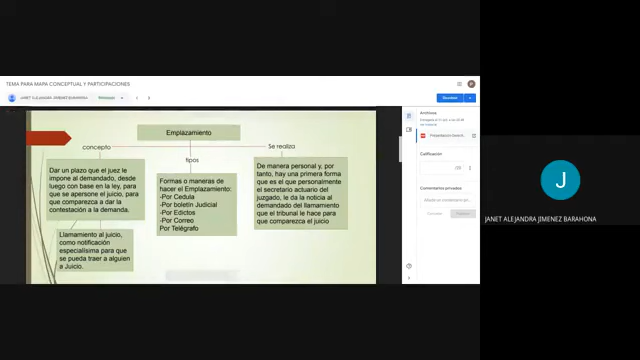 TEMA PARA MAPA CONCEPTUAL Y PARTICIPACIONES
JANET ALEJANDRA JIMENEZ BARAHONA
Emplazamiento
concepto
tipos
Se realiza
Dar un plazo que el juez le
impone al demandado, desde
luego con base en la ley, para
que se apersone el juicio, para
que comparezca a dar la
contestación a la demanda.
Llamamiento al juicio,
como notificación
especialísima para que
se pueda traer a alguien
a Juicio.
Formas o maneras de
hacer el Emplazamiento:
-Por Cedula
-Por boletín Judicial
-Por Edictos
-Por Correo
Por Telégrafo
De manera personal y, por
tanto, hay una primera forma
que es el que personalmente
el secretario actuario del
juzgado, le da la noticia al
demandado del llamamiento
que el tribunal le hace para
que comparezca el juicio
Archivos
Calificación
Comentarios privados
J
JANET ALEJANDRA JIMENEZ BARAHONA